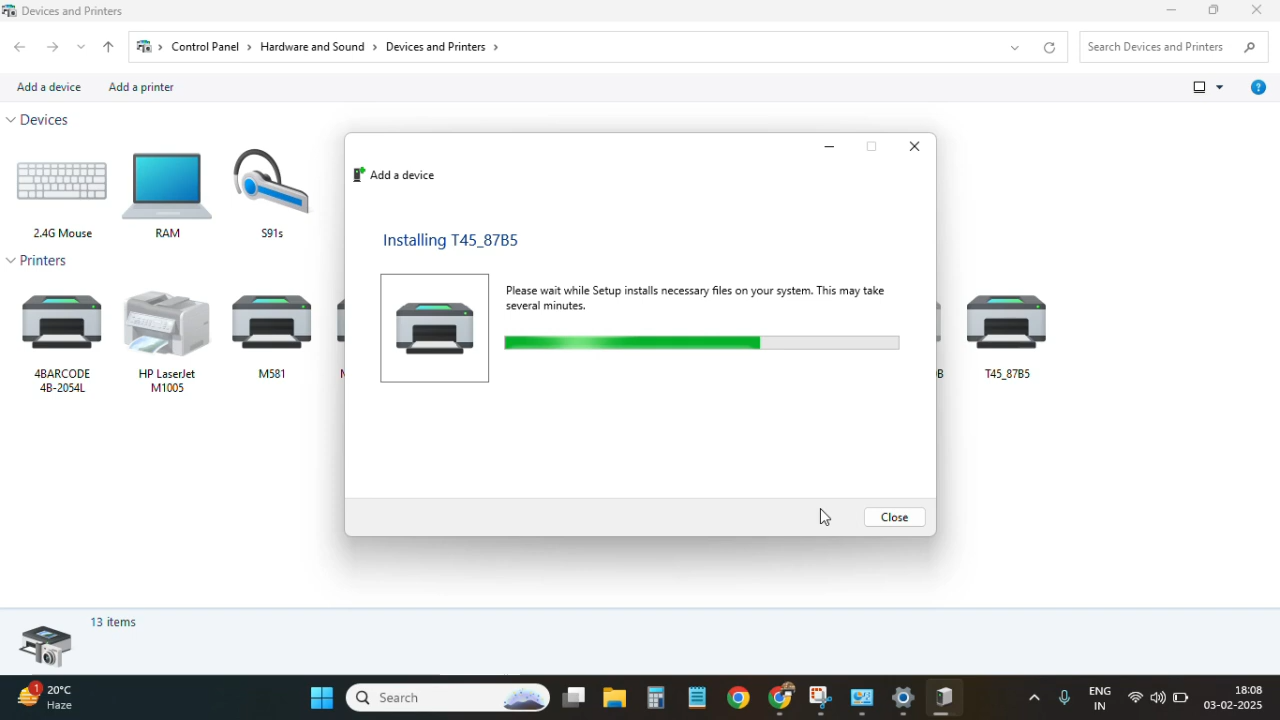 Devices and Printers
Control Panel > Hardware and Sound > Devices and Printers >
Search Devices and Printers
Add a device Add a printer
Devices
2.4G Mouse
RAM
S91s
Printers
4BARCODE
4B-2054L
HP LaserJet
M1005
M581
B
T45_87B5
Add a device
Installing T45_87B5
Please wait while Setup installs necessary files on your system. This may take
several minutes.
Close
13 items
1
20°C
Haze
Search
ENG
IN
18:08
03-02-2025